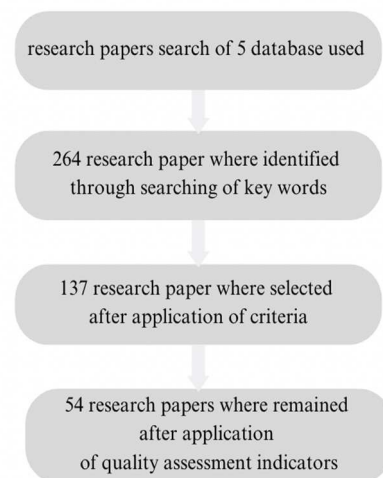 research papers search of 5 database used
264 research paper where identified
through searching of key words
137 research paper where selected
after application of criteria
54 research papers where remained
after application
of quality assessment indicators